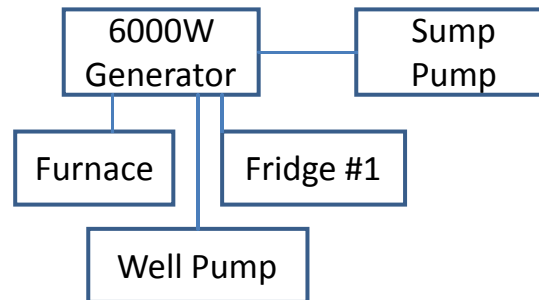 6000W
Generator
Sump
Pump
Furnace
Fridge #1
Well Pump